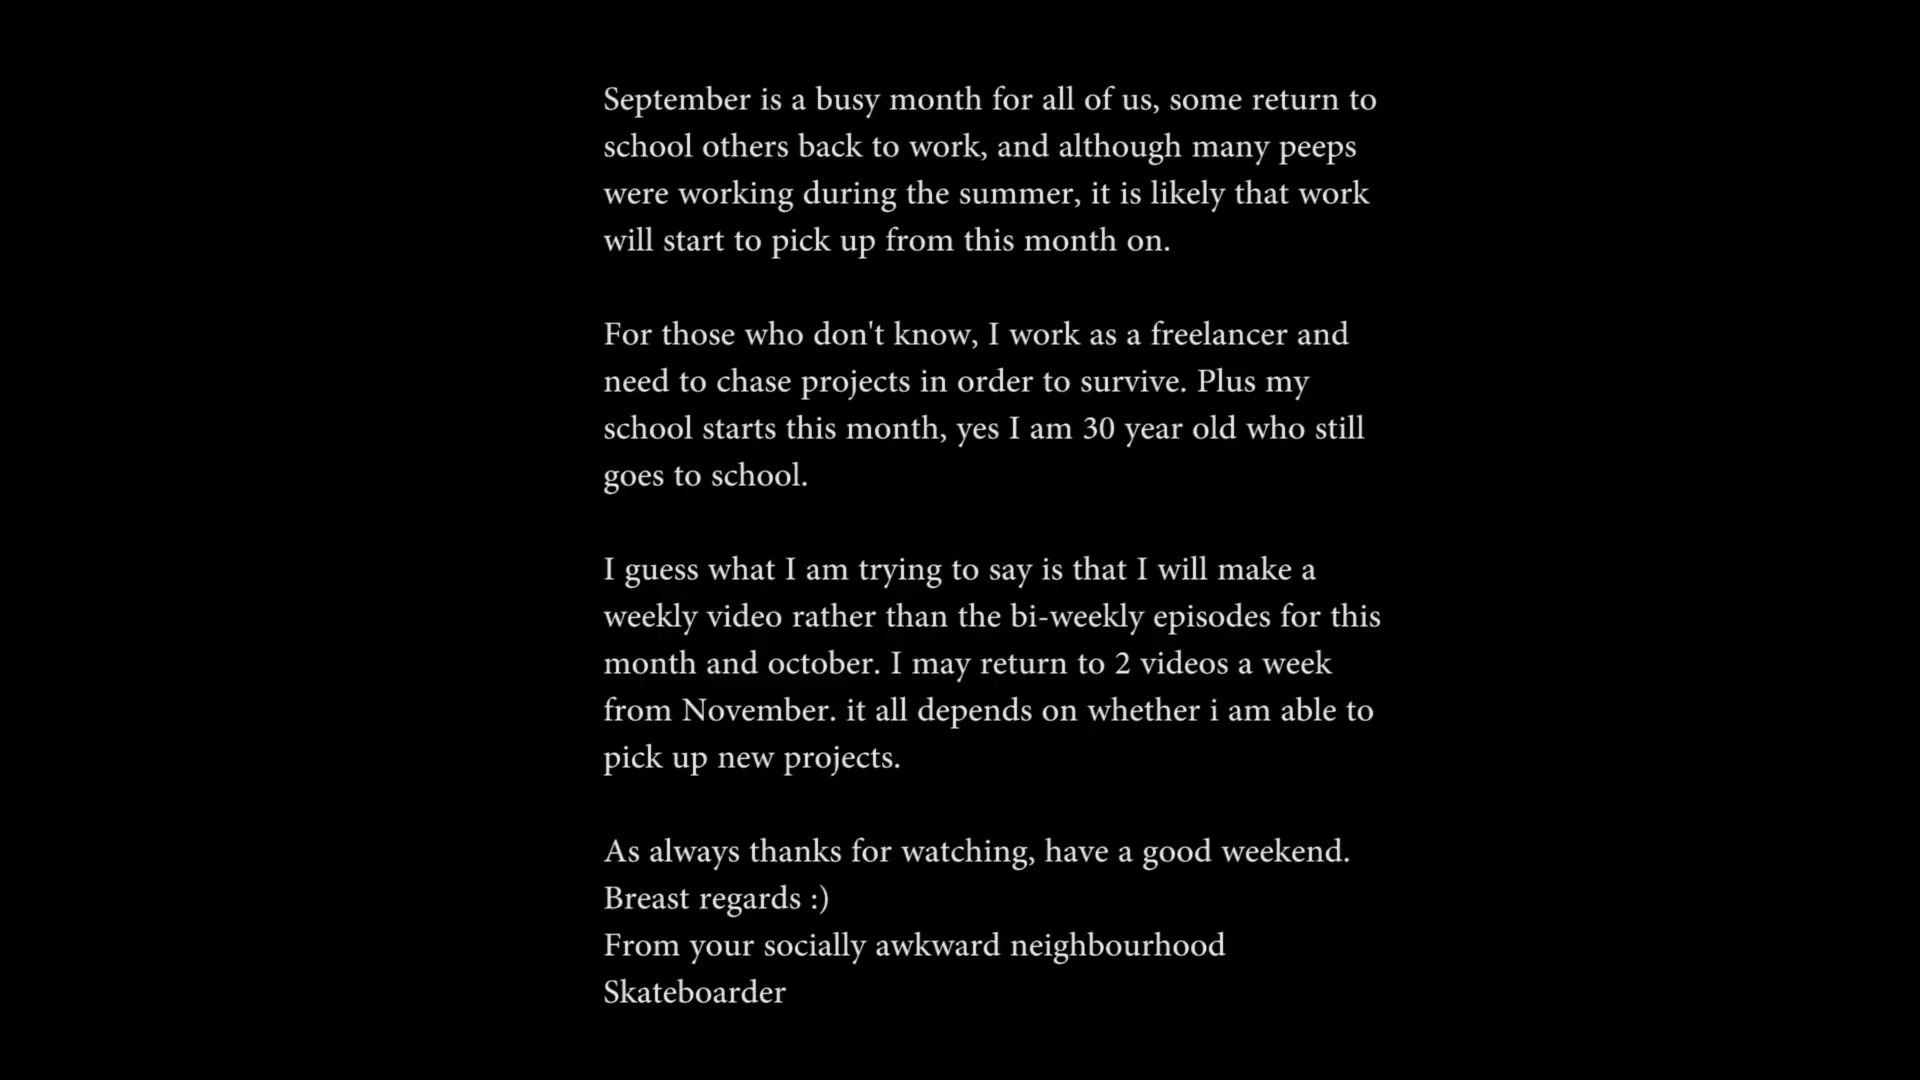 September is a busy month for all of us, some return to
school others back to work, and although many peeps
were working during the summer, it is likely that work
will start to pick up from this month on.
For those who don't know, I work as a freelancer and
need to chase projects in order to survive. Plus my
school starts this month, yes I am 30 year old who still
goes to school.
I guess what I am trying to say is that I will make a
weekly video rather than the bi-weekly episodes for this
month and october. I may return to 2 videos a week
from November. it all depends on whether i am able to
pick up new projects.
As always thanks for watching, have a good weekend.
Breast regards :)
From your socially awkward neighbourhood
Skateboarder